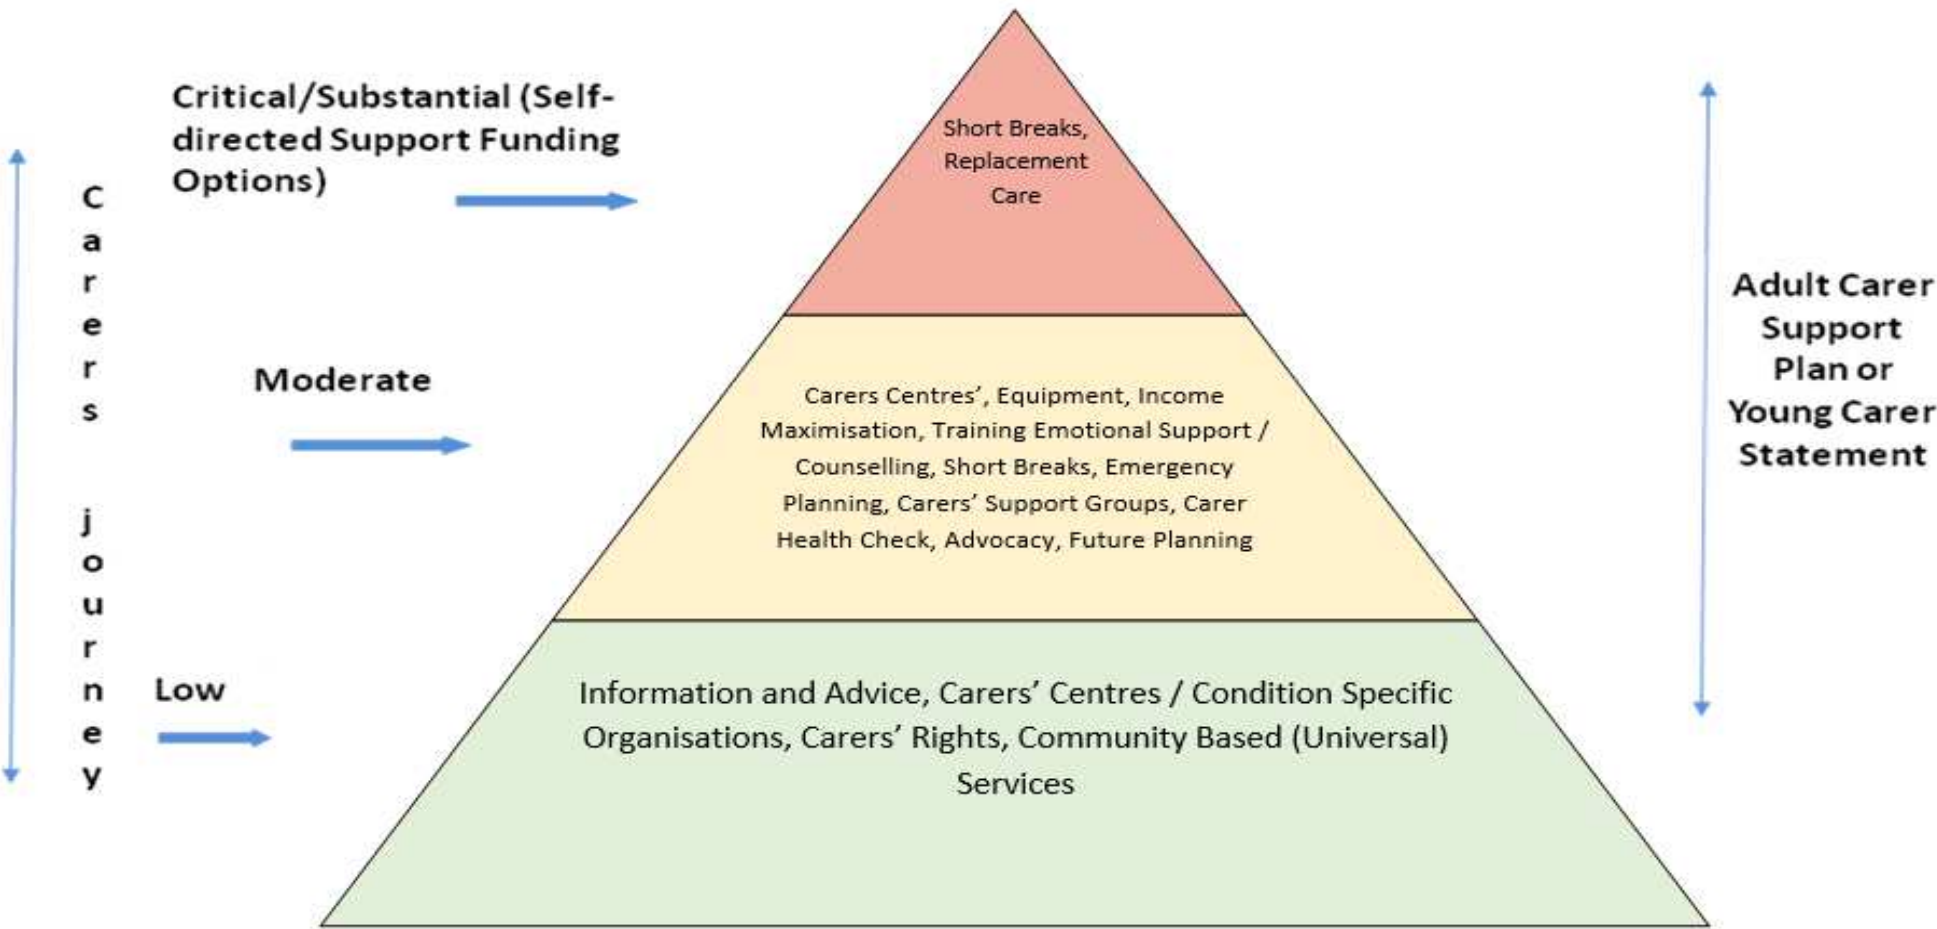 Critical/Substantial (Self-
directed Support Funding
Options)
Carers journey
Moderate
Low
Short Breaks,
Replacement
Care
Carers Centres’, Equipment, Income
Maximisation, Training Emotional Support /
Counselling, Short Breaks, Emergency
Planning, Carers’ Support Groups, Carer
Health Check, Advocacy, Future Planning
Information and Advice, Carers’ Centres / Condition Specific
Organisations, Carers’ Rights, Community Based (Universal)
Services
Adult Carer
Support
Plan or
Young Carer
Statement